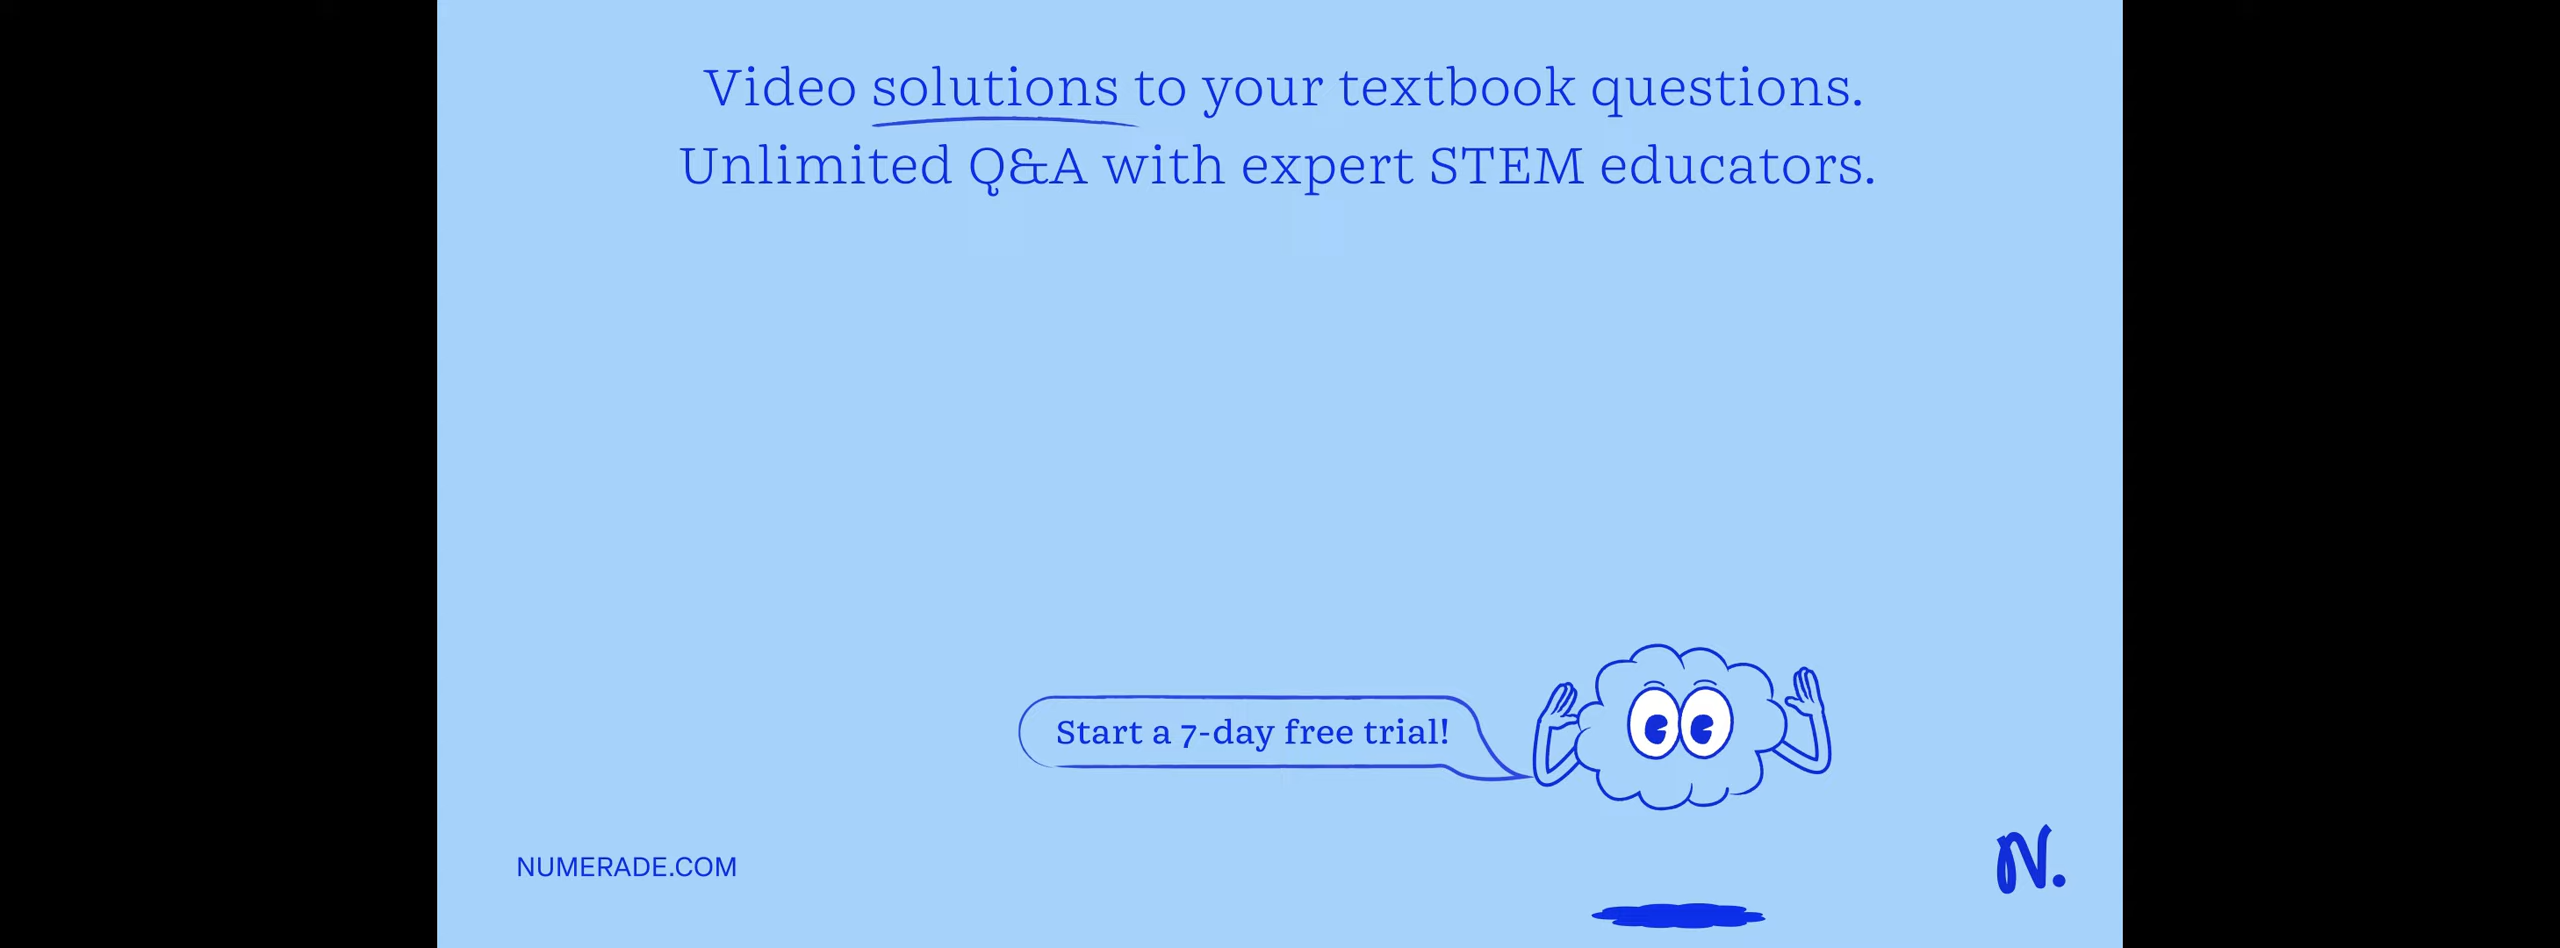 Video solutions to your textbook questions.
Unlimited Q&A with expert STEM educators.
Start a 7-day free trial!
NUMERADE.COM
N.